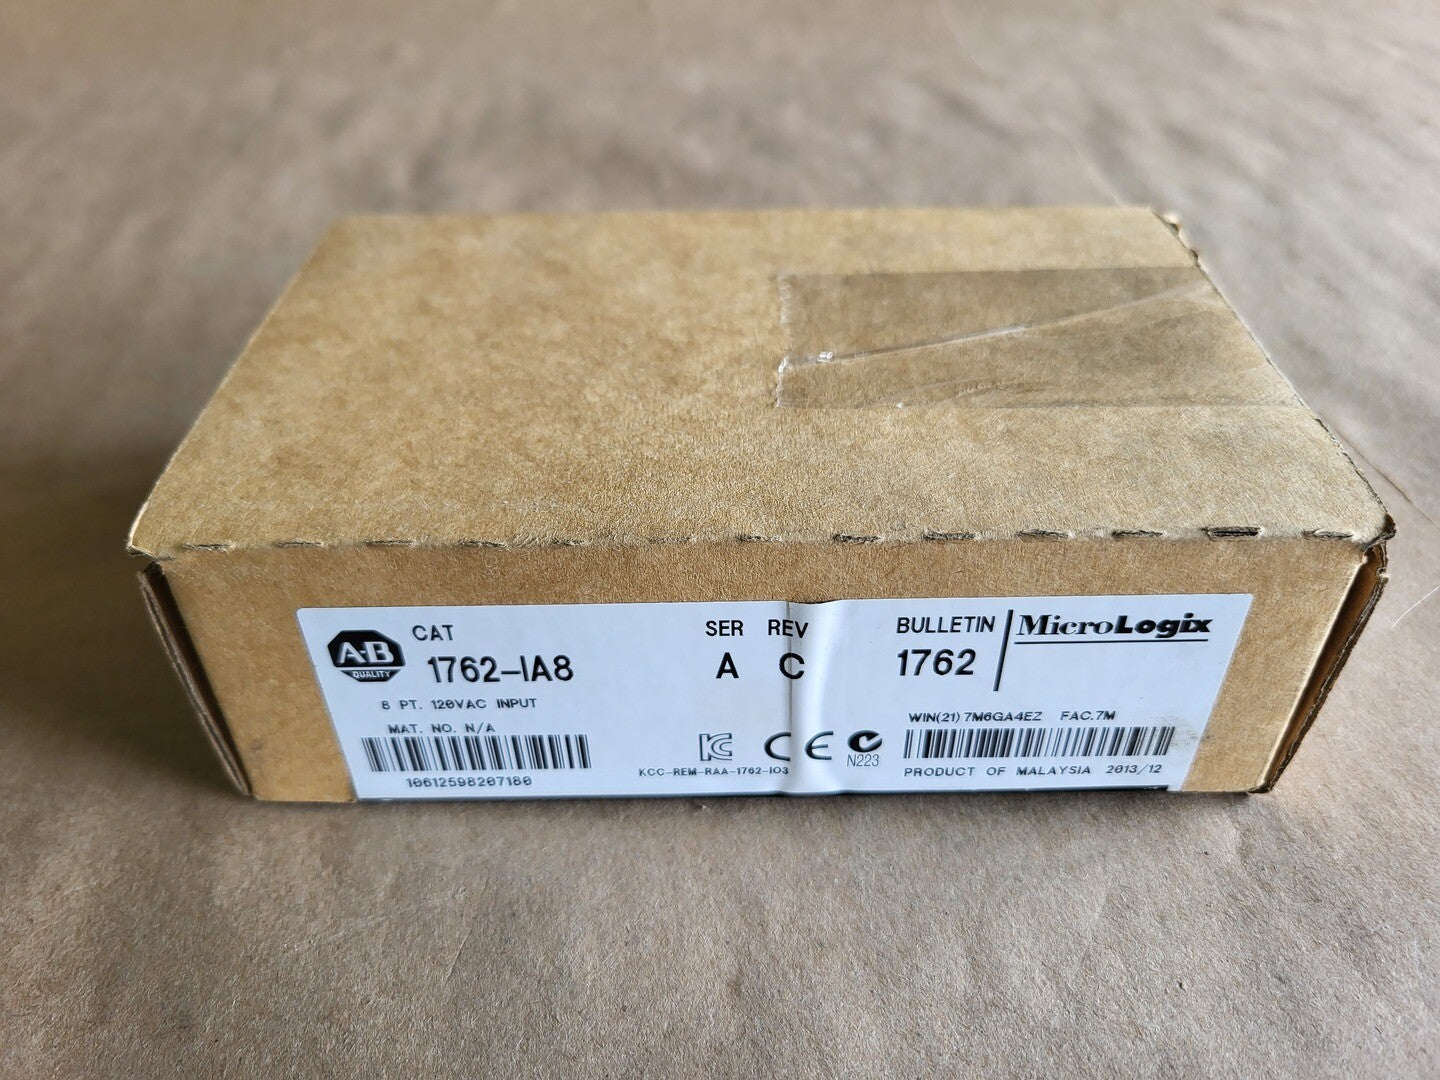 A-B
QUALITY
CAT
1762-IA8
8 PT. 120VAC INPUT
MAT. NO. N/A
10612598207180
SER REV
A C
KCC-REM-RAA-1762-IO3
CE
N223
BULLETIN
1762
MicroLogix
WIN(21) 7M6GA4EZ FAC.7M
PRODUCT OF MALAYSIA 2013/12